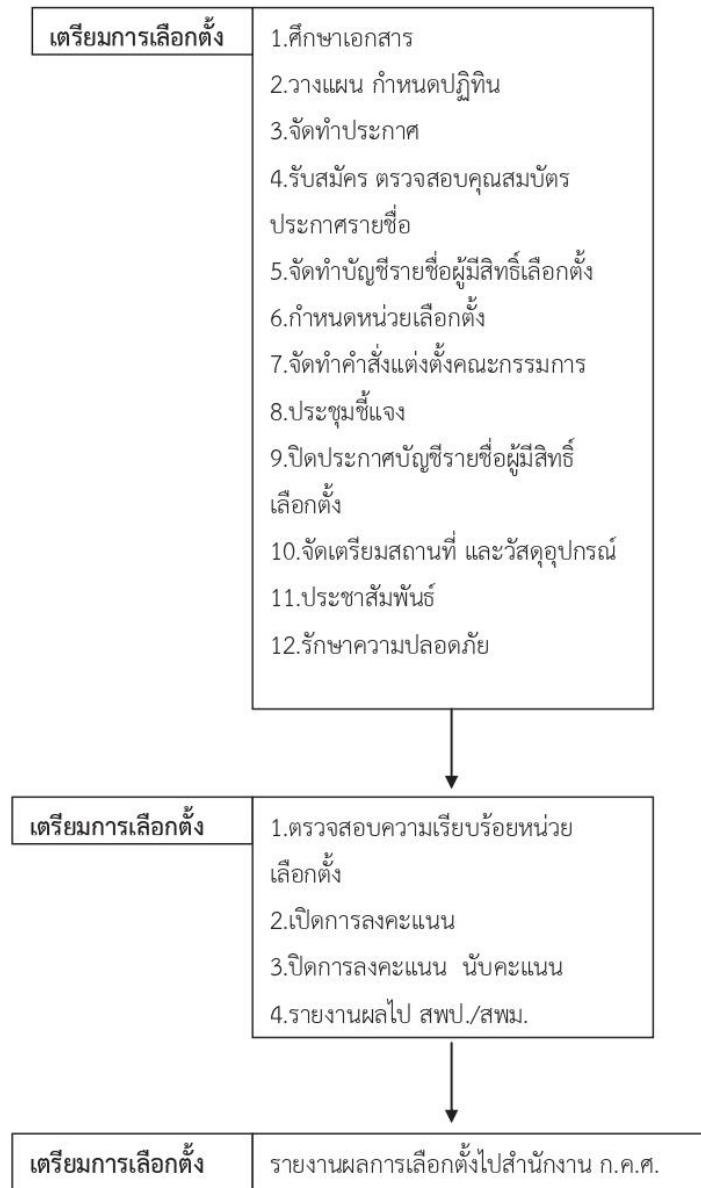 เตรียมการเลือกตั้ง
1.ศึกษาเอกสาร
2.วางแผน กำหนดปฏิทิน
3.จัดทำประกาศ
4.รับสมัคร ตรวจสอบคุณสมบัตร
ประกาศรายชื่อ
5.จัดทำบัญชีรายชื่อผู้มีสิทธิ์เลือกตั้ง
6.กำหนดหน่วยเลือกตั้ง
7.จัดทำคำสั่งแต่งตั้งคณะกรรมการ
8.ประชุมชี้แจง
9.ปิดประกาศบัญชีรายชื่อผู้มีสิทธิ์
เลือกตั้ง
10.จัดเตรียมสถานที่ และวัสดุอุปกรณ์
11.ประชาสัมพันธ์
12.รักษาความปลอดภัย
เตรียมการเลือกตั้ง
1.ตรวจสอบความเรียบร้อยหน่วย
เลือกตั้ง
2.เปิดการลงคะแนน
3.ปิดการลงคะแนน นับคะแนน
4.รายงานผลไป สพป./สพม.
เตรียมการเลือกตั้ง
รายงานผลการเลือกตั้งไปสำนักงาน ก.ค.ศ.